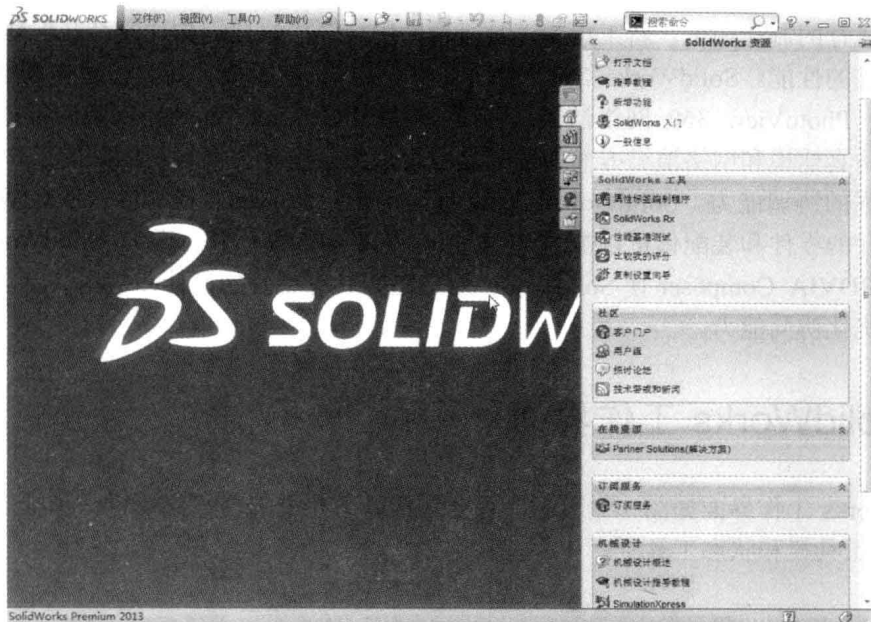 SOLIDWORKS 文件(F) 视图(V) 工具(T) 帮助(H) 搜索命令
SolidWorks 资源
打开文档
指导教程
新增功能
SolidWorks 入门
一般信息
SolidWorks 工具
属性标签编制程序
SolidWorks Rx
性能基准测试
比较我的评分
复制设置向导
社区
客户门户
用户组
研讨论坛
技术警戒和新闻
在线资源
Partner Solutions(解决方案)
订阅服务
订阅服务
机械设计
机械设计概述
机械设计指导教程
SimulationXpress
SOLIDW
SolidWorks Premium 2013